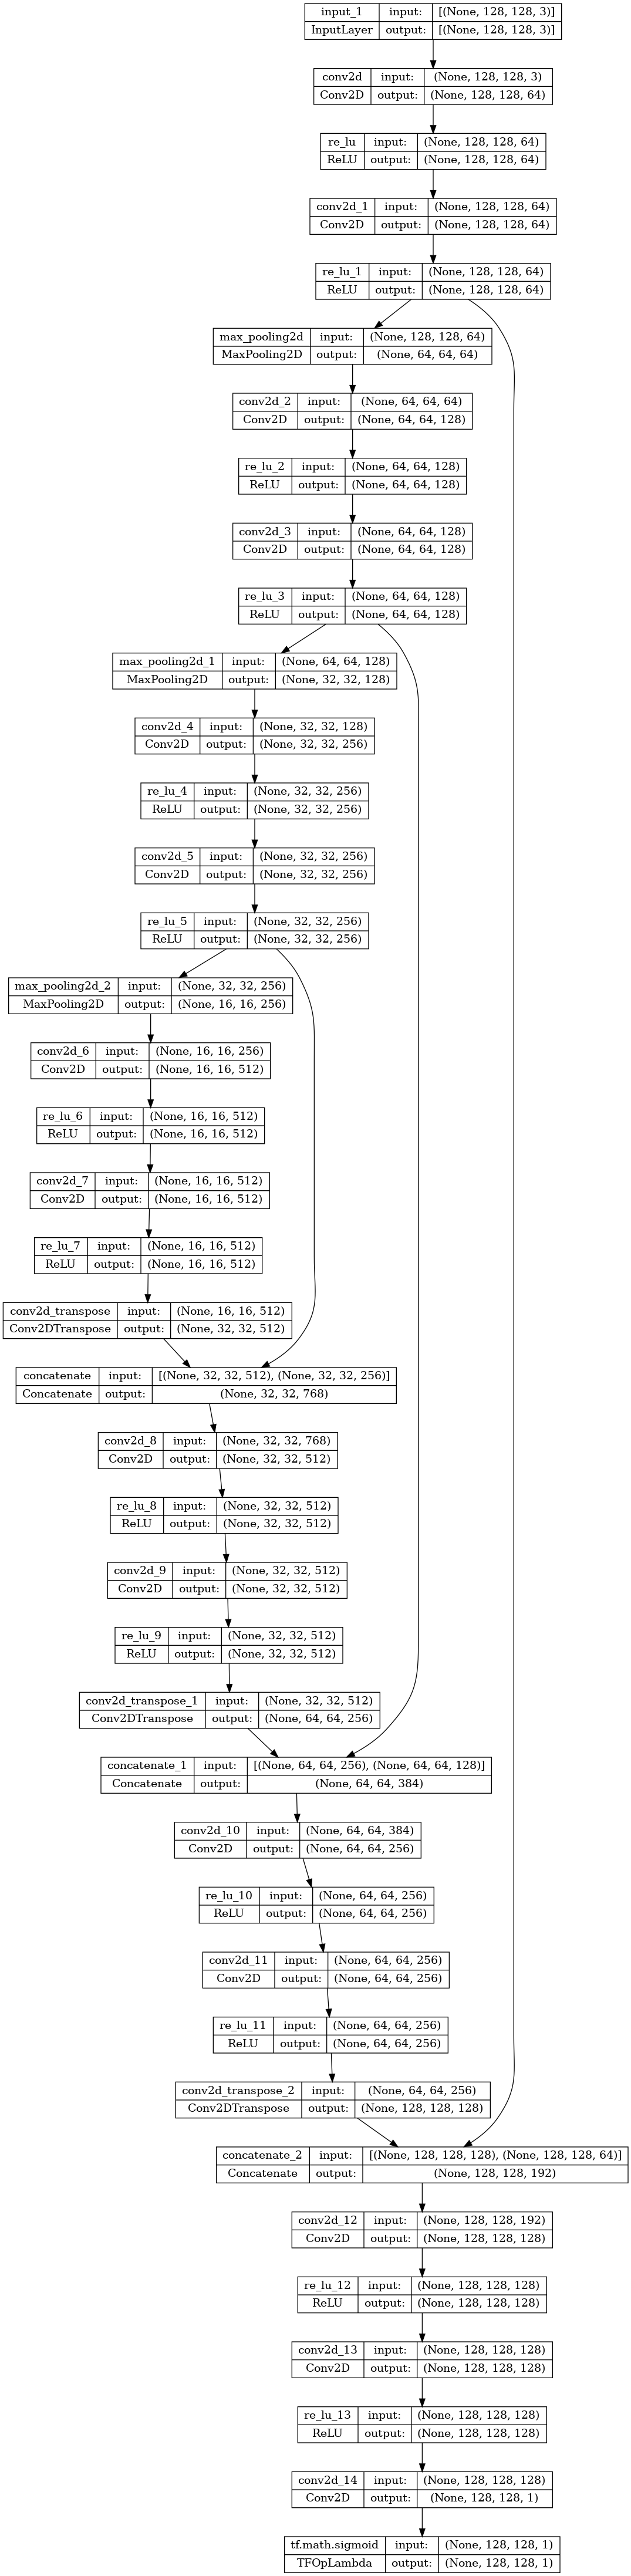 input_1 input: [(None, 128, 128, 3)]
InputLayer output: [(None, 128, 128, 3)]
conv2d input: (None, 128, 128, 3)
Conv2D output: (None, 128, 128, 64)
re_lu input: (None, 128, 128, 64)
ReLU output: (None, 128, 128, 64)
conv2d_1 input: (None, 128, 128, 64)
Conv2D output: (None, 128, 128, 64)
re_lu_1 input: (None, 128, 128, 64)
ReLU output: (None, 128, 128, 64)
max_pooling2d input: (None, 128, 128, 64)
MaxPooling2D output: (None, 64, 64, 64)
conv2d_2 input: (None, 64, 64, 64)
Conv2D output: (None, 64, 64, 128)
re_lu_2 input: (None, 64, 64, 128)
ReLU output: (None, 64, 64, 128)
conv2d_3 input: (None, 64, 64, 128)
Conv2D output: (None, 64, 64, 128)
re_lu_3 input: (None, 64, 64, 128)
ReLU output: (None, 64, 64, 128)
max_pooling2d_1 input: (None, 64, 64, 128)
MaxPooling2D output: (None, 32, 32, 128)
conv2d_4 input: (None, 32, 32, 128)
Conv2D output: (None, 32, 32, 256)
re_lu_4 input: (None, 32, 32, 256)
ReLU output: (None, 32, 32, 256)
conv2d_5 input: (None, 32, 32, 256)
Conv2D output: (None, 32, 32, 256)
re_lu_5 input: (None, 32, 32, 256)
ReLU output: (None, 32, 32, 256)
max_pooling2d_2 input: (None, 32, 32, 256)
MaxPooling2D output: (None, 16, 16, 256)
conv2d_6 input: (None, 16, 16, 256)
Conv2D output: (None, 16, 16, 512)
re_lu_6 input: (None, 16, 16, 512)
ReLU output: (None, 16, 16, 512)
conv2d_7 input: (None, 16, 16, 512)
Conv2D output: (None, 16, 16, 512)
re_lu_7 input: (None, 16, 16, 512)
ReLU output: (None, 16, 16, 512)
conv2d_transpose input: (None, 16, 16, 512)
Conv2DTranspose output: (None, 32, 32, 512)
concatenate input: [(None, 32, 32, 512), (None, 32, 32, 256)]
Concatenate output: (None, 32, 32, 768)
conv2d_8 input: (None, 32, 32, 768)
Conv2D output: (None, 32, 32, 512)
re_lu_8 input: (None, 32, 32, 512)
ReLU output: (None, 32, 32, 512)
conv2d_9 input: (None, 32, 32, 512)
Conv2D output: (None, 32, 32, 512)
re_lu_9 input: (None, 32, 32, 512)
ReLU output: (None, 32, 32, 512)
conv2d_transpose_1 input: (None, 32, 32, 512)
Conv2DTranspose output: (None, 64, 64, 256)
concatenate_1 input: [(None, 64, 64, 256), (None, 64, 64, 128)]
Concatenate output: (None, 64, 64, 384)
conv2d_10 input: (None, 64, 64, 384)
Conv2D output: (None, 64, 64, 256)
re_lu_10 input: (None, 64, 64, 256)
ReLU output: (None, 64, 64, 256)
conv2d_11 input: (None, 64, 64, 256)
Conv2D output: (None, 64, 64, 256)
re_lu_11 input: (None, 64, 64, 256)
ReLU output: (None, 64, 64, 256)
conv2d_transpose_2 input: (None, 64, 64, 256)
Conv2DTranspose output: (None, 128, 128, 128)
concatenate_2 input: [(None, 128, 128, 128), (None, 128, 128, 64)]
Concatenate output: (None, 128, 128, 192)
conv2d_12 input: (None, 128, 128, 192)
Conv2D output: (None, 128, 128, 128)
re_lu_12 input: (None, 128, 128, 128)
ReLU output: (None, 128, 128, 128)
conv2d_13 input: (None, 128, 128, 128)
Conv2D output: (None, 128, 128, 128)
re_lu_13 input: (None, 128, 128, 128)
ReLU output: (None, 128, 128, 128)
conv2d_14 input: (None, 128, 128, 128)
Conv2D output: (None, 128, 128, 1)
tf.math.sigmoid input: (None, 128, 128, 1)
TFOpLambda output: (None, 128, 128, 1)